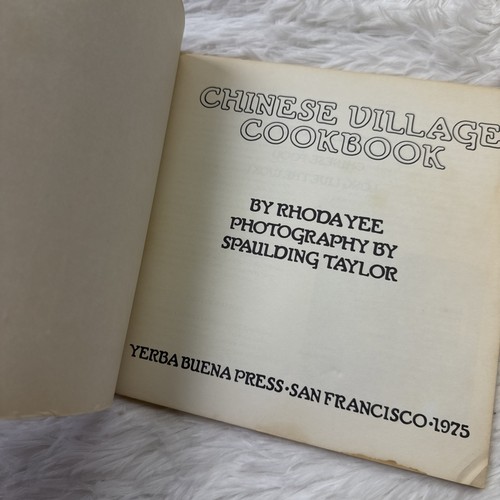 CHINESE VILLAGE
COOKBOOK
BY RHODA YEE
PHOTOGRAPHY BY
SPAULDING TAYLOR
YERBA BUENA PRESS•SAN FRANCISCO•1975